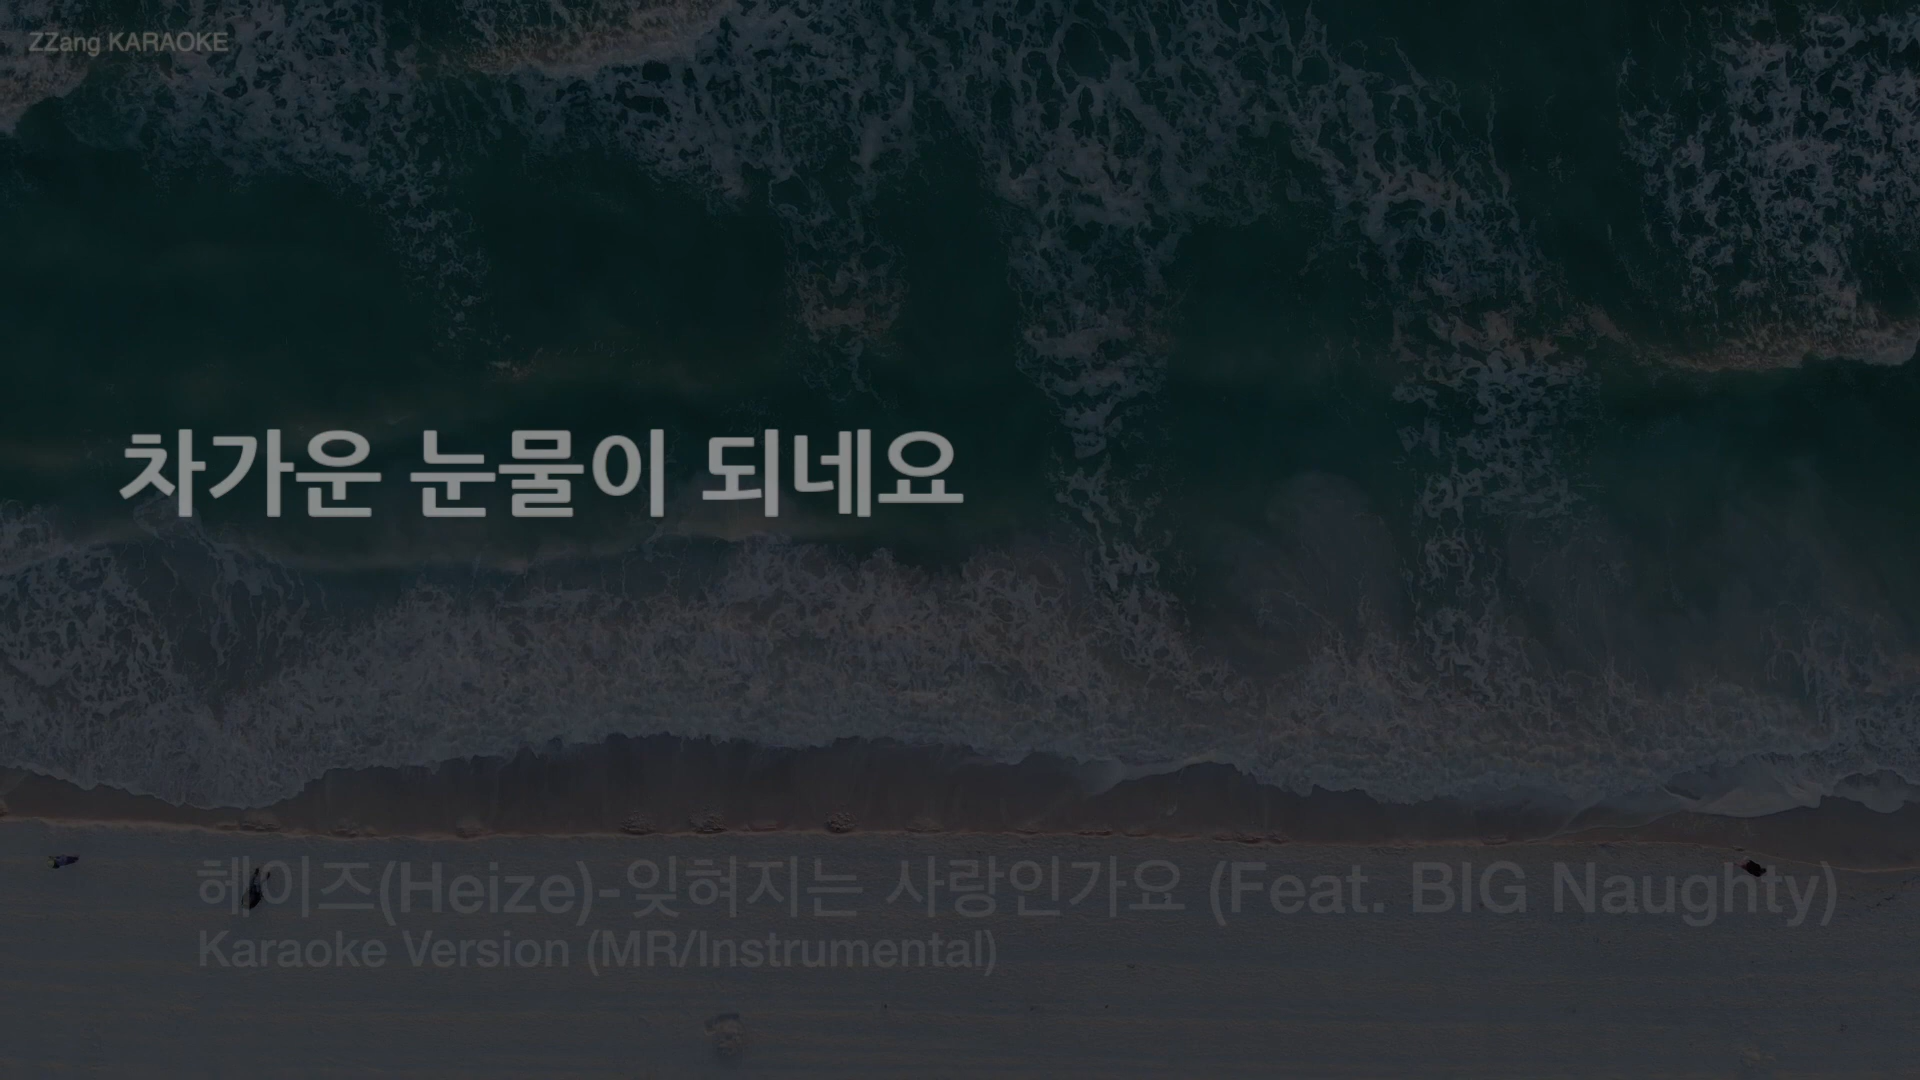 ZZang KARAOKE
차가운 눈물이 되네요
헤이즈(Heize)-잊혀지는 사랑인가요 (Feat. BIG Naughty)
Karaoke Version (MR/Instrumental)